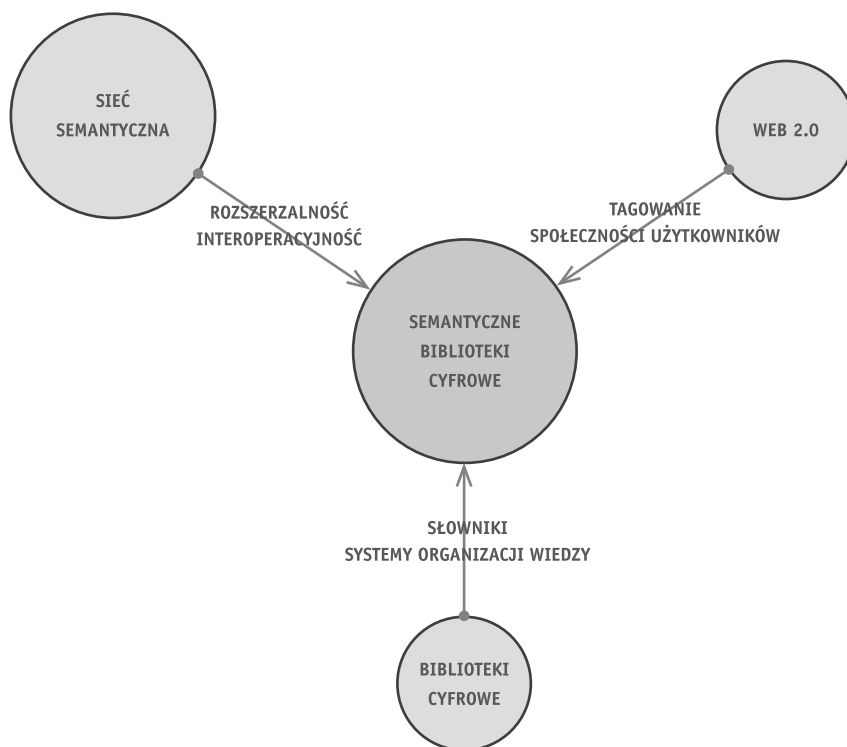 SIEĆ
SEMANTYCZNA
WEB 2.0
ROZSZERZALNOŚĆ
INTEROPERACYJNOŚĆ
TAGOWANIE
SPOŁECZNOŚCI UŻYTKOWNIKÓW
SEMANTYCZNE
BIBLIOTEKI
CYFROWE
SŁOWNIKI
SYSTEMY ORGANIZACJI WIEDZY
BIBLIOTEKI
CYFROWE